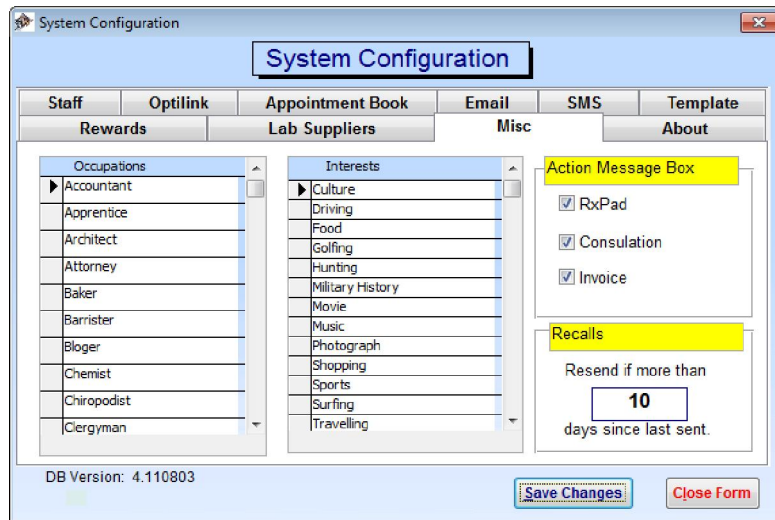 System Configuration
System Configuration
Staff Optilink Appointment Book Email SMS Template
Rewards Lab Suppliers Misc About
Occupations
Accountant
Apprentice
Architect
Attorney
Baker
Barrister
Bloger
Chemist
Chiropodist
Clergyman
Interests
Culture
Driving
Food
Golfing
Hunting
Military History
Movie
Music
Photograph
Shopping
Sports
Surfing
Travelling
Action Message Box
RxPad
Consulation
Invoice
Recalls
Resend if more than
10
days since last sent.
DB Version: 4.110803
Save Changes
Close Form